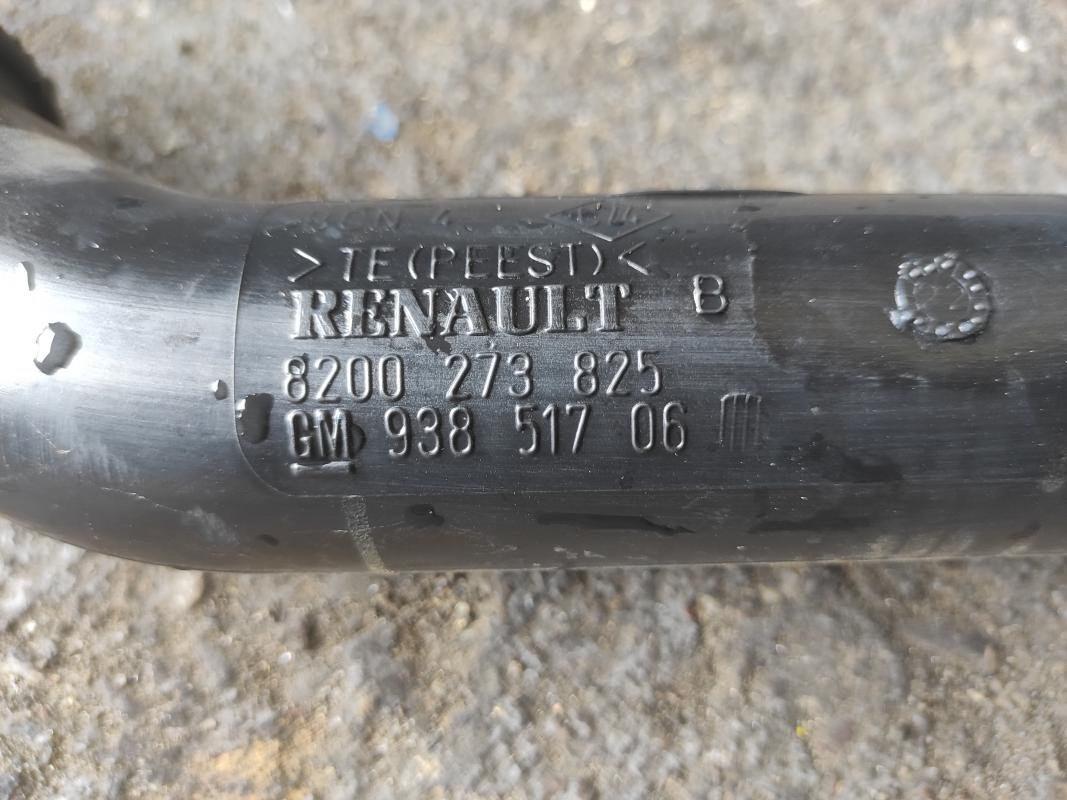 >TE(PEEST)<
RENAULT B
8200 273 825
GM 938 517 06